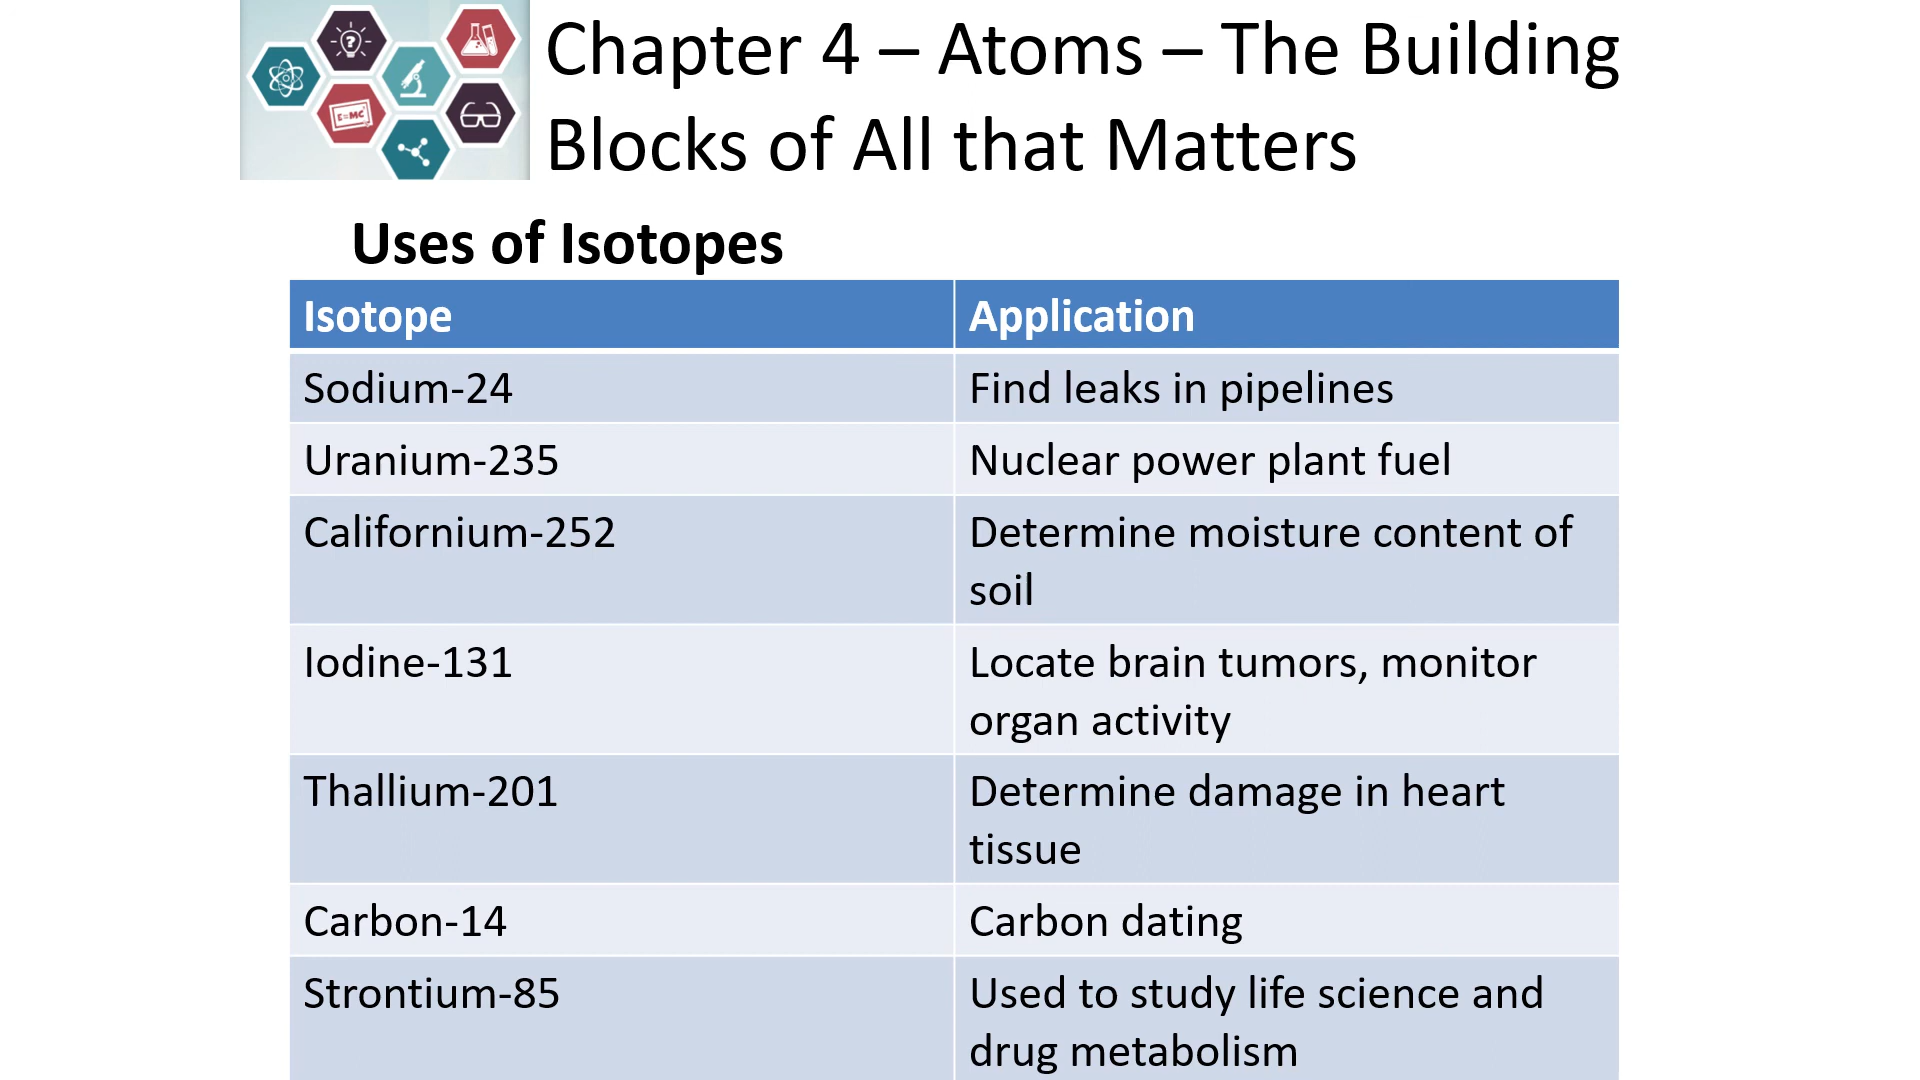 Chapter 4 – Atoms – The Building
Blocks of All that Matters
E=MC²
Uses of Isotopes
Isotope Application
Sodium-24 Find leaks in pipelines
Uranium-235 Nuclear power plant fuel
Californium-252 Determine moisture content of
soil
Iodine-131 Locate brain tumors, monitor
organ activity
Thallium-201 Determine damage in heart
tissue
Carbon-14 Carbon dating
Strontium-85 Used to study life science and
drug metabolism